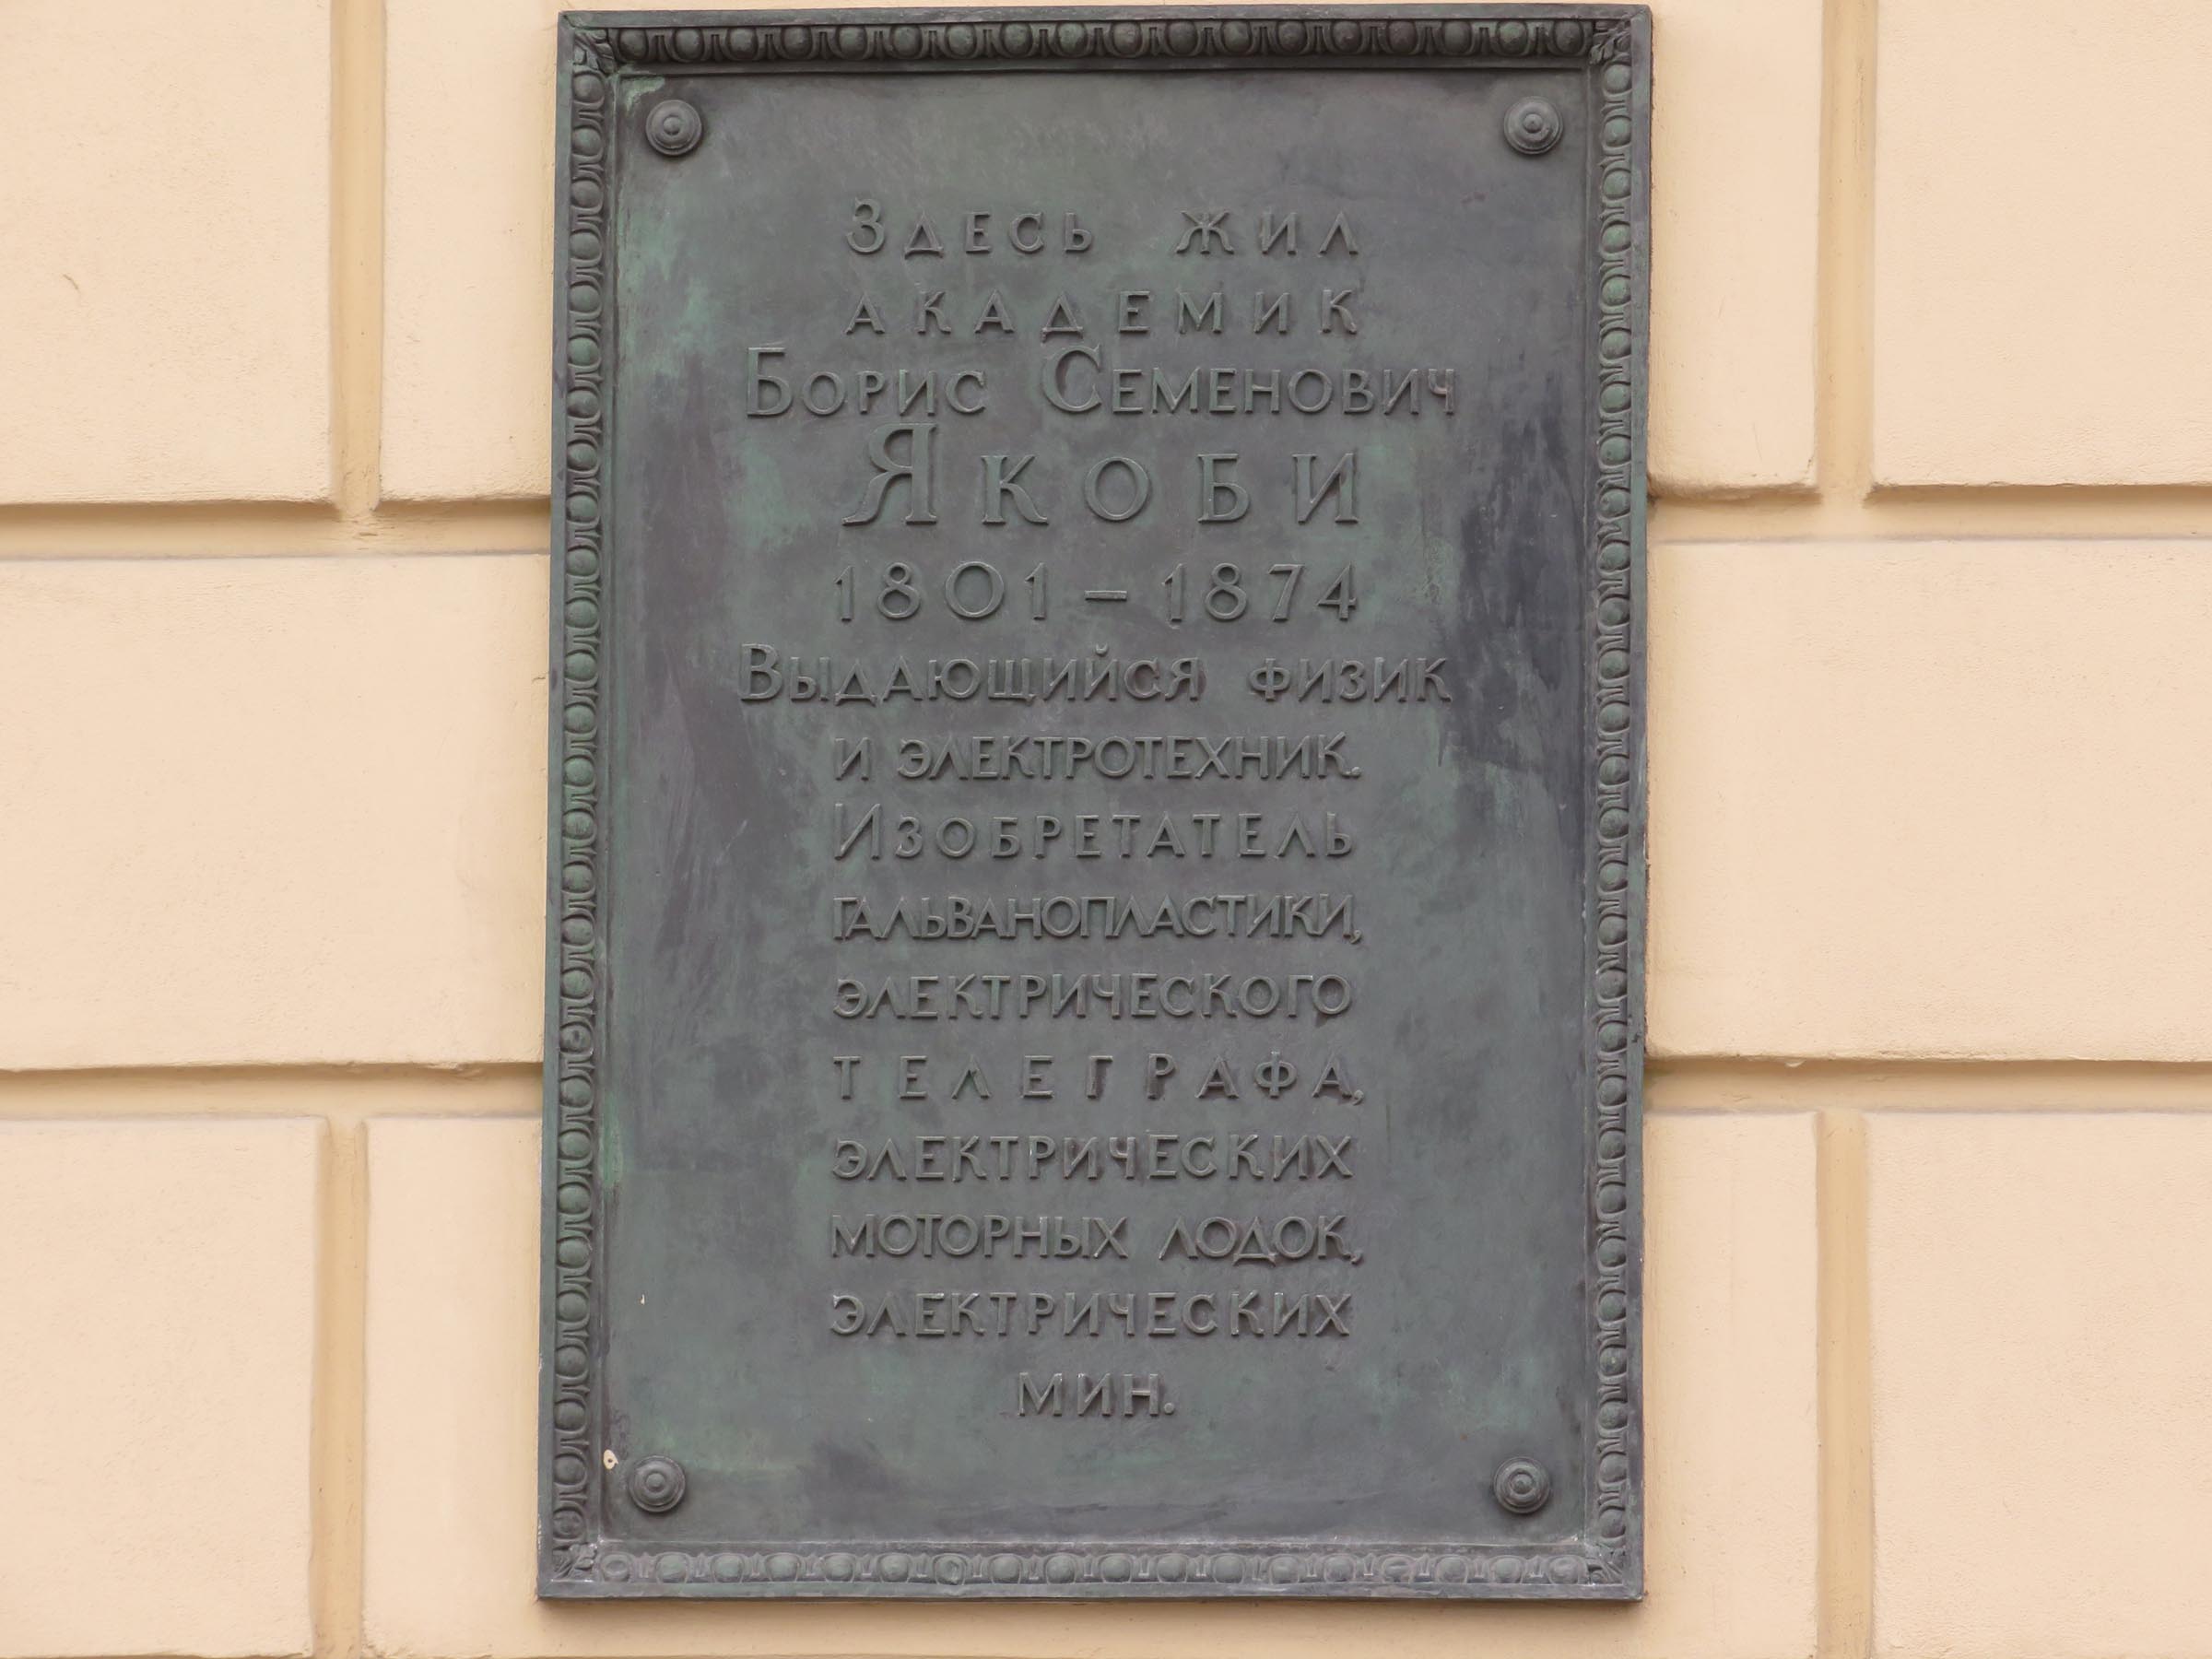 Здесь жил
академик
Борис Семенович
Якоби
1801 – 1874
Выдающийся физик
и электротехник.
Изобретатель
гальванопластики,
электрического
телеграфа,
электрических
моторных лодок,
электрических
мин.